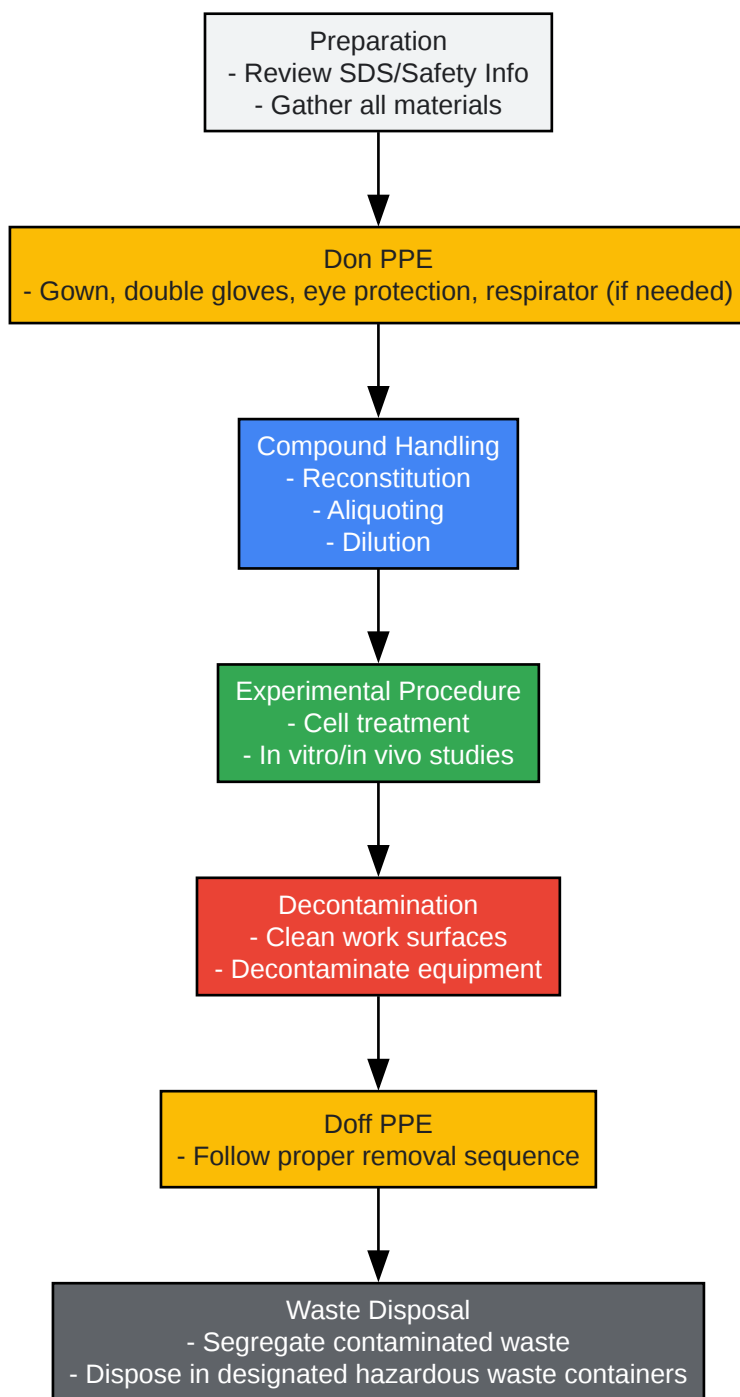 Preparation
- Review SDS/Safety Info
- Gather all materials
Don PPE
- Gown, double gloves, eye protection, respirator (if needed)
Compound Handling
- Reconstitution
- Aliquoting
- Dilution
Experimental Procedure
- Cell treatment
- In vitro/in vivo studies
Decontamination
- Clean work surfaces
- Decontaminate equipment
Doff PPE
- Follow proper removal sequence
Waste Disposal
- Segregate contaminated waste
- Dispose in designated hazardous waste containers